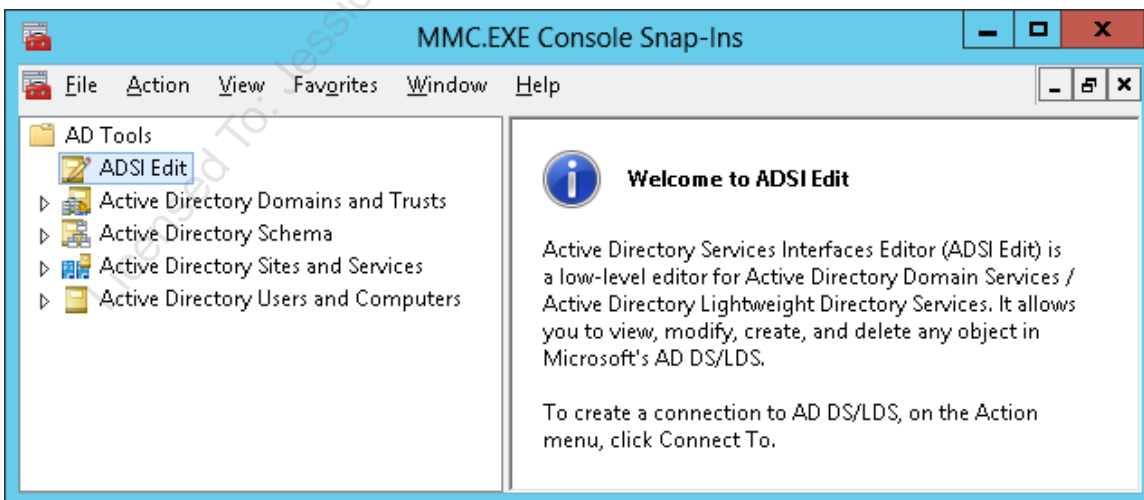 MMC.EXE Console Snap-Ins
File Action View Favorites Window Help
AD Tools
ADSI Edit
Active Directory Domains and Trusts
Active Directory Schema
Active Directory Sites and Services
Active Directory Users and Computers
Welcome to ADSI Edit
Active Directory Services Interfaces Editor (ADSI Edit) is
a low-level editor for Active Directory Domain Services /
Active Directory Lightweight Directory Services. It allows
you to view, modify, create, and delete any object in
Microsoft's AD DS/LDS.
To create a connection to AD DS/LDS, on the Action
menu, click Connect To.
Licensed To: